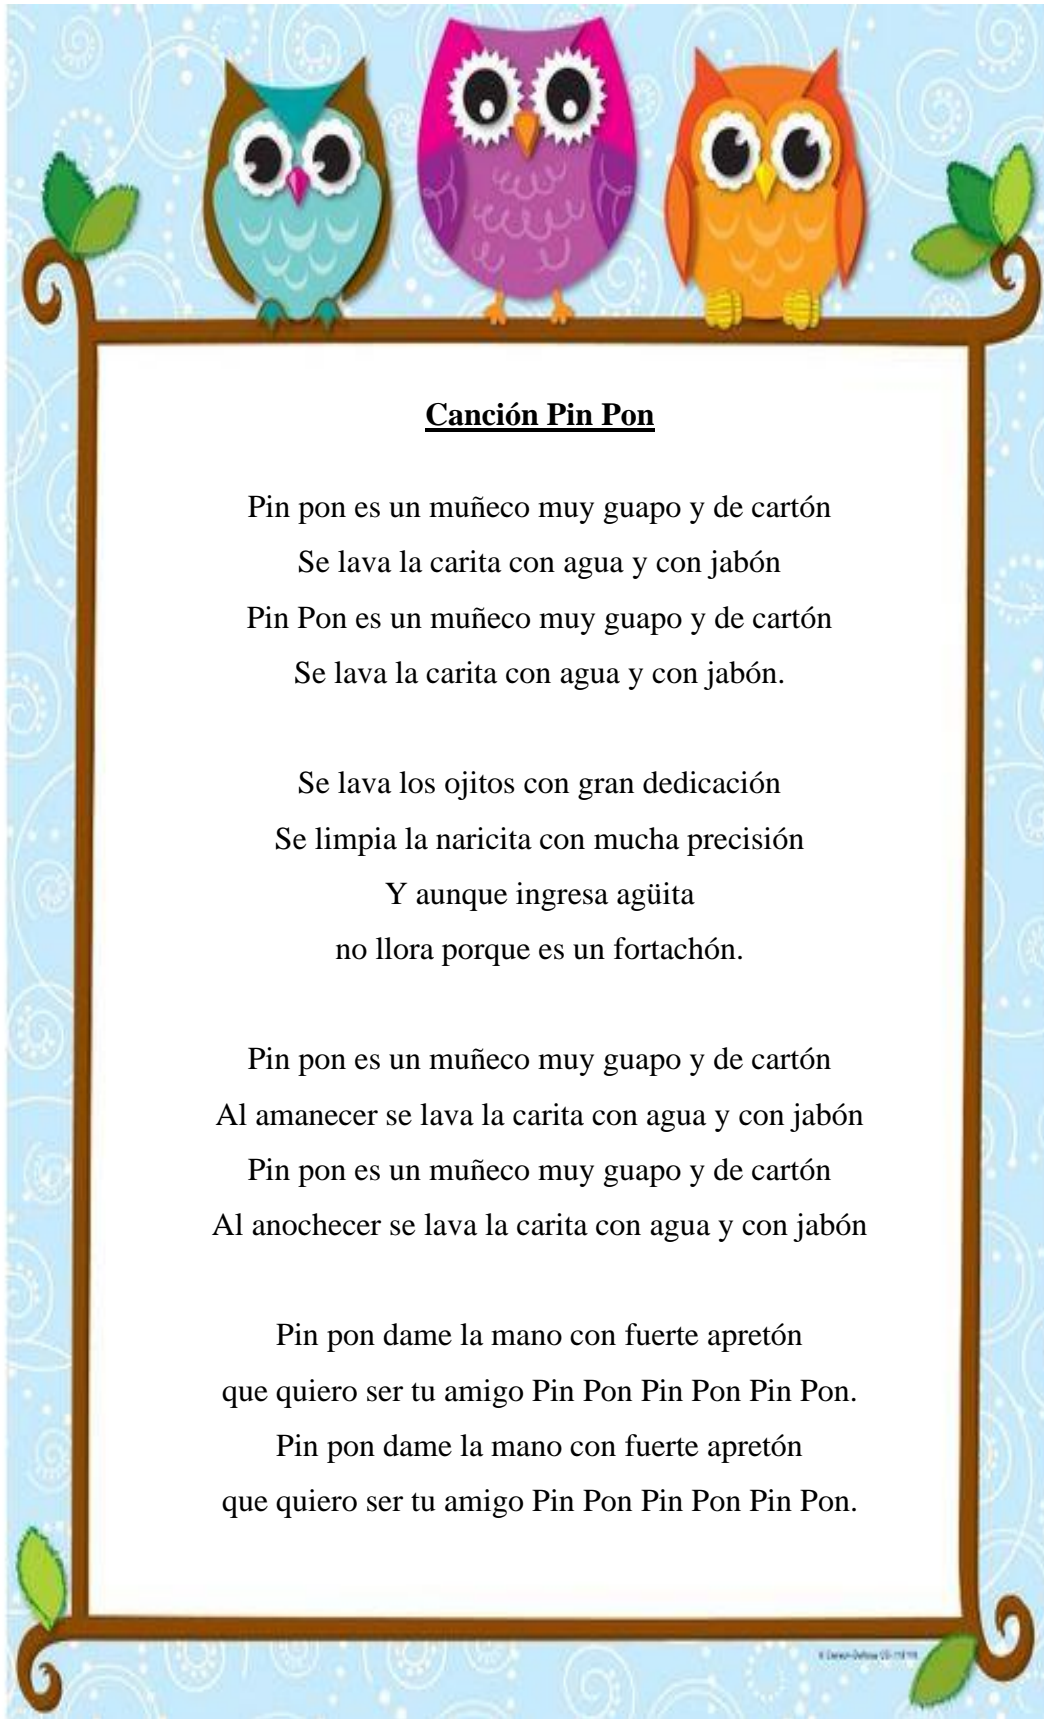 Canción Pin Pon
Pin pon es un muñeco muy guapo y de cartón
Se lava la carita con agua y con jabón
Pin Pon es un muñeco muy guapo y de cartón
Se lava la carita con agua y con jabón.
Se lava los ojitos con gran dedicación
Se limpia la naricita con mucha precisión
Y aunque ingresa agüita
no llora porque es un fortachón.
Pin pon es un muñeco muy guapo y de cartón
Al amanecer se lava la carita con agua y con jabón
Pin pon es un muñeco muy guapo y de cartón
Al anochecer se lava la carita con agua y con jabón
Pin pon dame la mano con fuerte apretón
que quiero ser tu amigo Pin Pon Pin Pon Pin Pon.
Pin pon dame la mano con fuerte apretón
que quiero ser tu amigo Pin Pon Pin Pon Pin Pon.